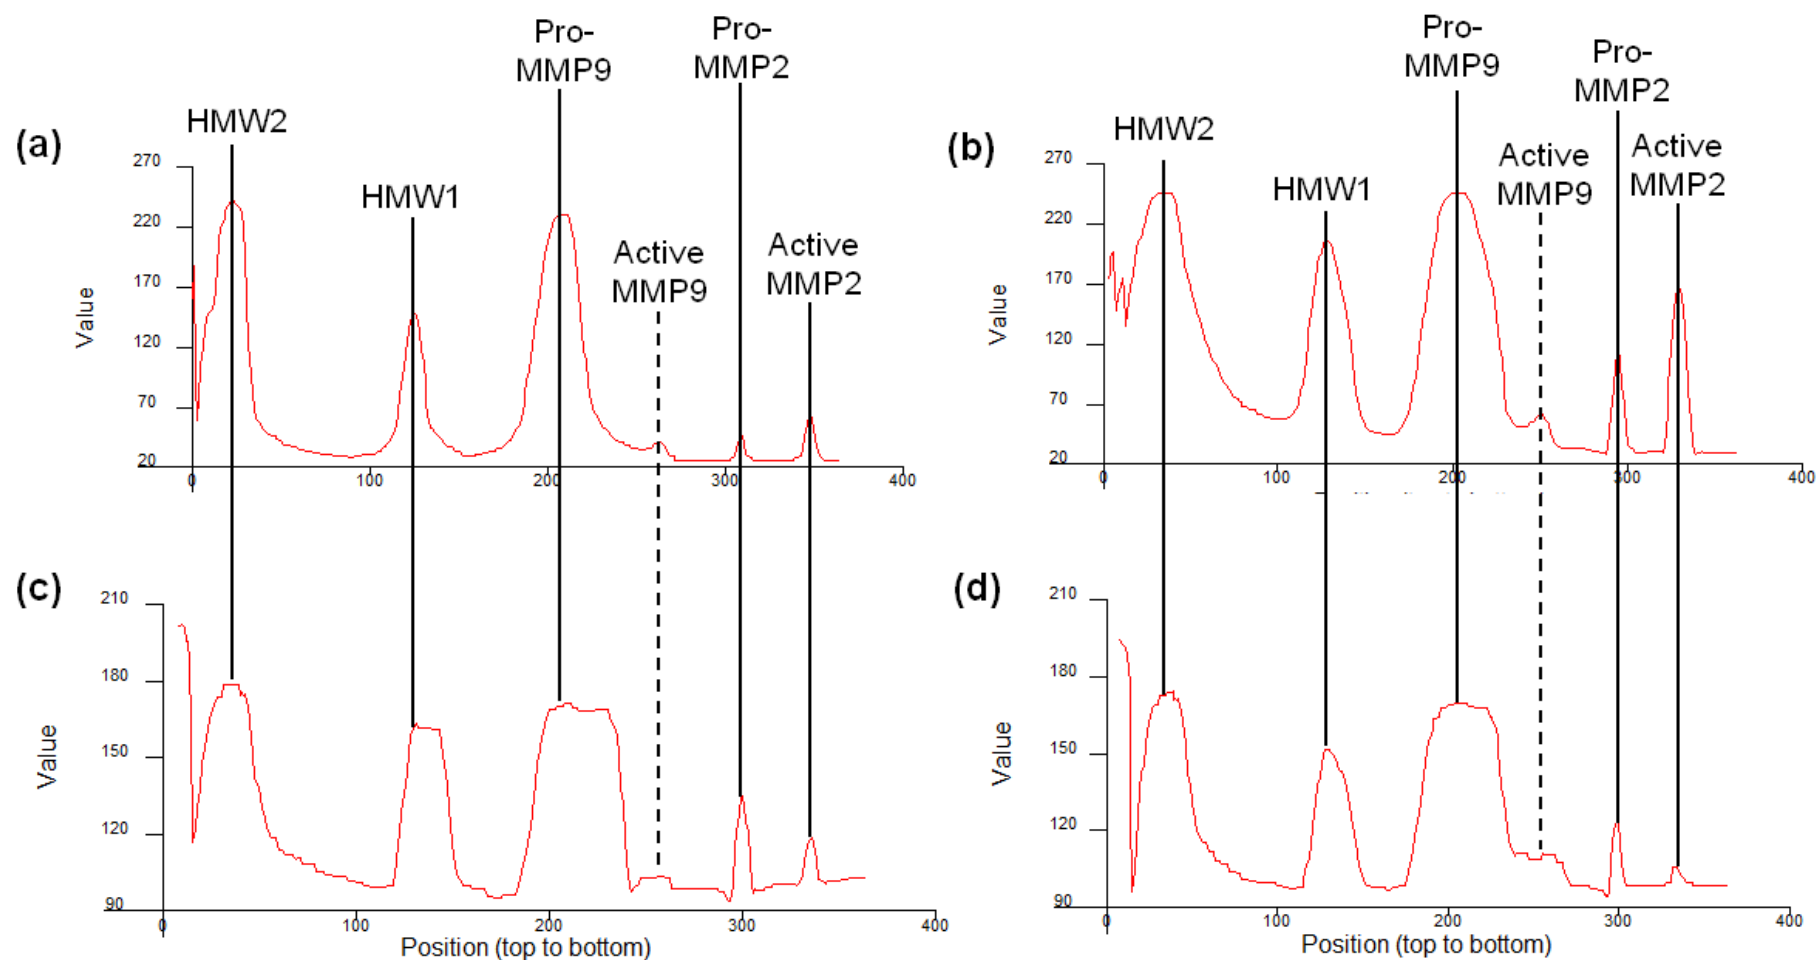 (a)
HMW2
HMW1
Pro-
MMP9
Active
MMP9
Pro-
MMP2
Active
MMP2
Value
270
220
170
120
70
20
0
100
200
300
400
(b)
HMW2
HMW1
Pro-
MMP9
Active
MMP9
Pro-
MMP2
Active
MMP2
Value
270
220
170
120
70
20
0
100
200
300
400
(c)
Value
210
180
150
120
90
0
100
200
300
400
Position (top to bottom)
(d)
Value
210
180
150
120
90
0
100
200
300
400
Position (top to bottom)